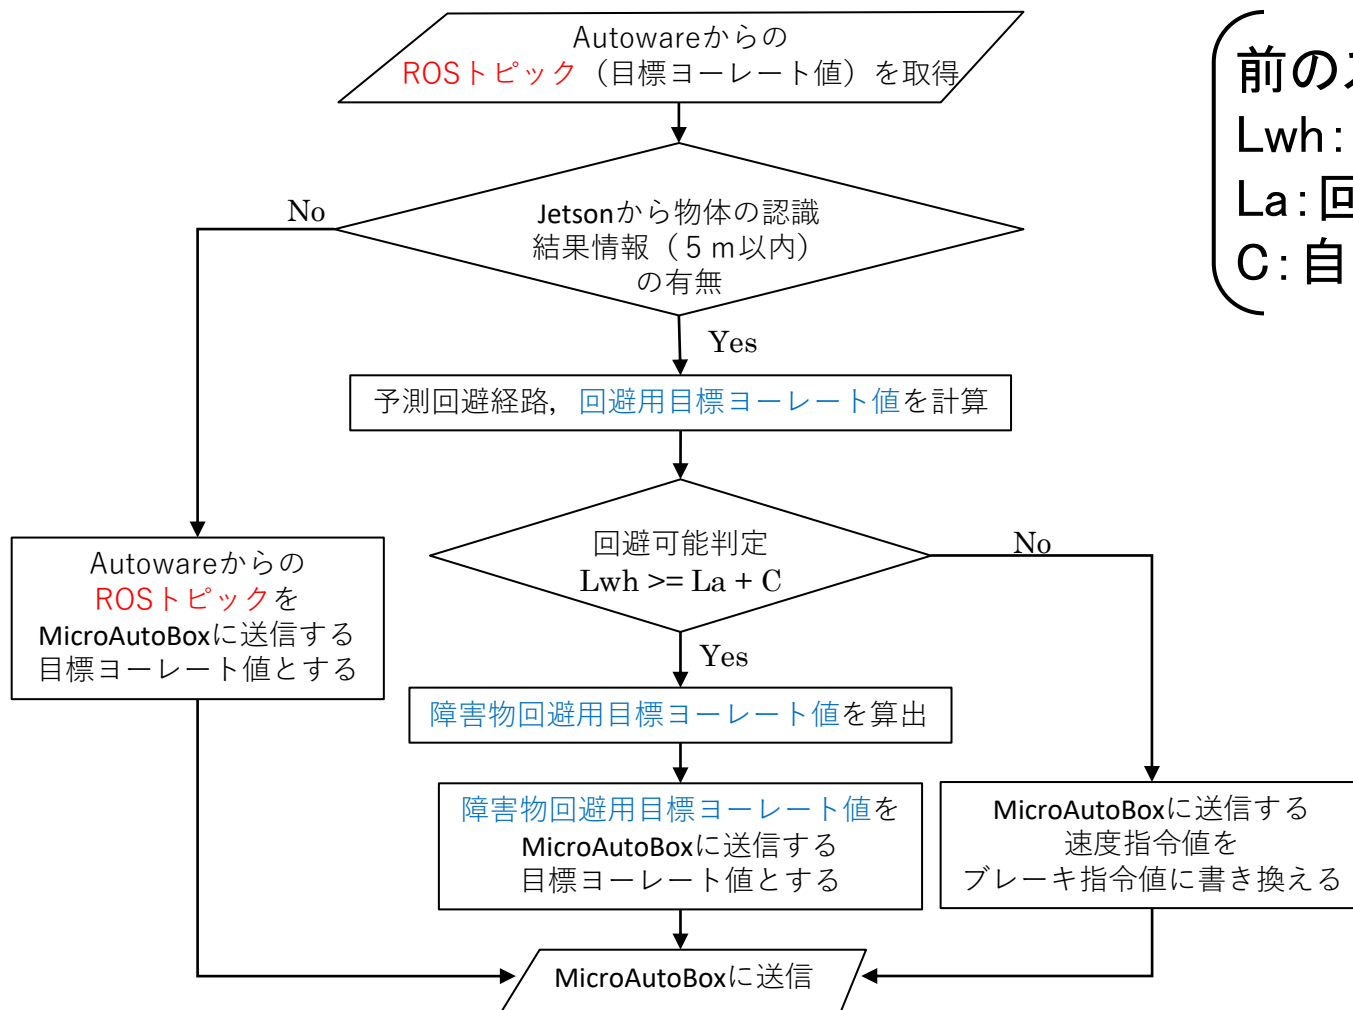 Autowareからの
ROSトピック（目標ヨーレート値）を取得
前の
Lwh：
La：回
C：自
No
Jetsonから物体の認識
結果情報（５ｍ以内）
の有無
Yes
予測回避経路，回避用目標ヨーレート値を計算
回避可能判定
Lwh >= La + C
No
Autowareからの
ROSトピックを
MicroAutoBoxに送信する
目標ヨーレート値とする
Yes
障害物回避用目標ヨーレート値を算出
障害物回避用目標ヨーレート値を
MicroAutoBoxに送信する
目標ヨーレート値とする
MicroAutoBoxに送信する
速度指令値を
ブレーキ指令値に書き換える
MicroAutoBoxに送信